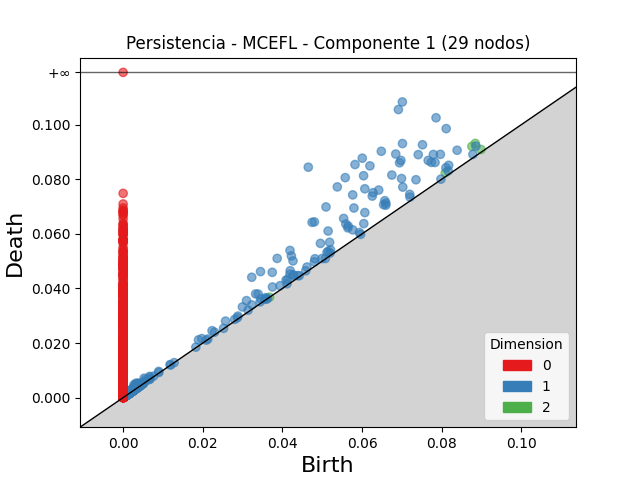 Persistencia - MCEFL - Componente 1 (29 nodos)
+∞
0.100
0.080
0.060
0.040
0.020
0.000
Death
Dimension
0
1
2
0.00 0.02 0.04 0.06 0.08 0.10
Birth